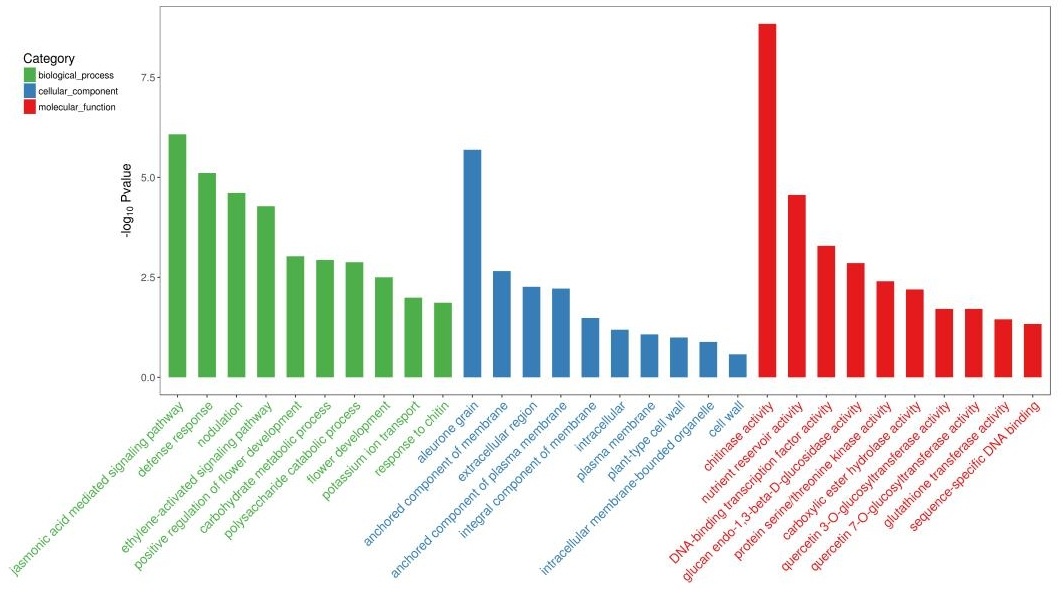 Category
biological_process
cellular_component
molecular_function
-log10 Pvalue
7.5
5.0
2.5
0.0
jasmonic acid mediated signaling pathway
defense response
nodulation
ethylene-activated signaling pathway
positive regulation of flower development
carbohydrate metabolic process
polysaccharide catabolic process
flower development
potassium ion transport
response to chitin
aleurone grain
anchored component of membrane
extracellular region
anchored component of plasma membrane
integral component of membrane
intracellular
plasma membrane
plant-type cell wall
intracellular membrane-bounded organelle
cell wall
chitinase activity
nutrient reservoir activity
DNA-binding transcription factor activity
glucan endo-1,3-beta-D-glucosidase activity
protein serine/threonine kinase activity
carboxylic ester hydrolase activity
quercetin 3-O-glucosyltransferase activity
quercetin 7-O-glucosyltransferase activity
glutathione transferase activity
sequence-specific DNA binding